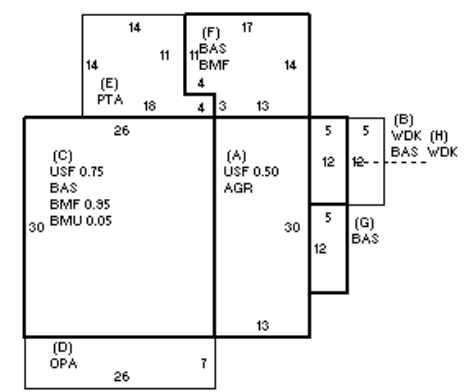 14
17
(F)
BAS
BMF
11
11
14
14
(E)
PTA
4
18
4
3
13
26
5
5
(B)
WDK
(H)
BAS
WDK
(C)
USF 0.75
BAS
BMF 0.95
BMU 0.05
(A)
USF 0.50
AGR
12
12
5
(G)
BAS
30
30
12
13
(D)
OPA
7
26